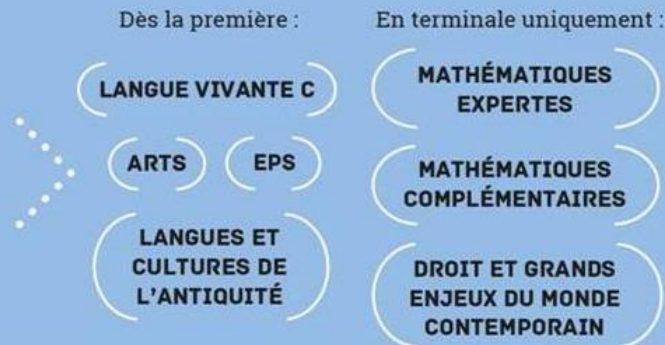 Dès la première :
LANGUE VIVANTE C
ARTS
EPS
LANGUES ET
CULTURES DE
L'ANTIQUITÉ
En terminale uniquement :
MATHÉMATIQUES
EXPERTES
MATHÉMATIQUES
COMPLÉMENTAIRES
DROIT ET GRANDS
ENJEUX DU MONDE
CONTEMPORAIN